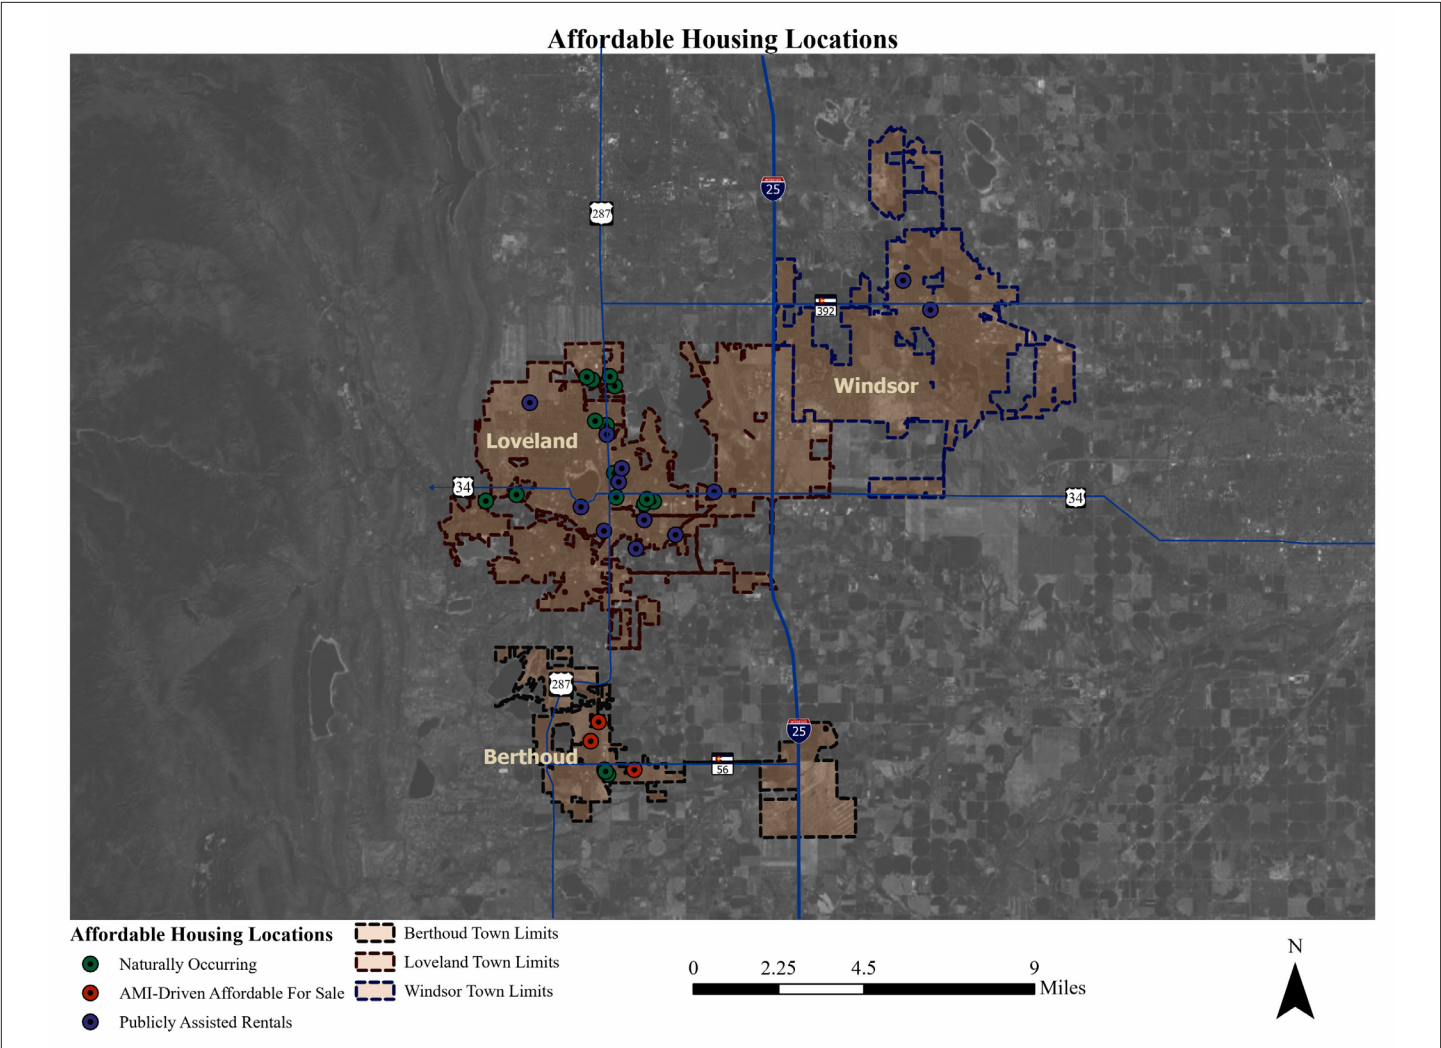 Affordable Housing Locations
25
287
392
Windsor
Loveland
34
34
287
25
Berthoud
56
Affordable Housing Locations
Naturally Occurring
AMI-Driven Affordable For Sale
Publicly Assisted Rentals
Berthoud Town Limits
Loveland Town Limits
Windsor Town Limits
0 2.25 4.5 9
Miles
N